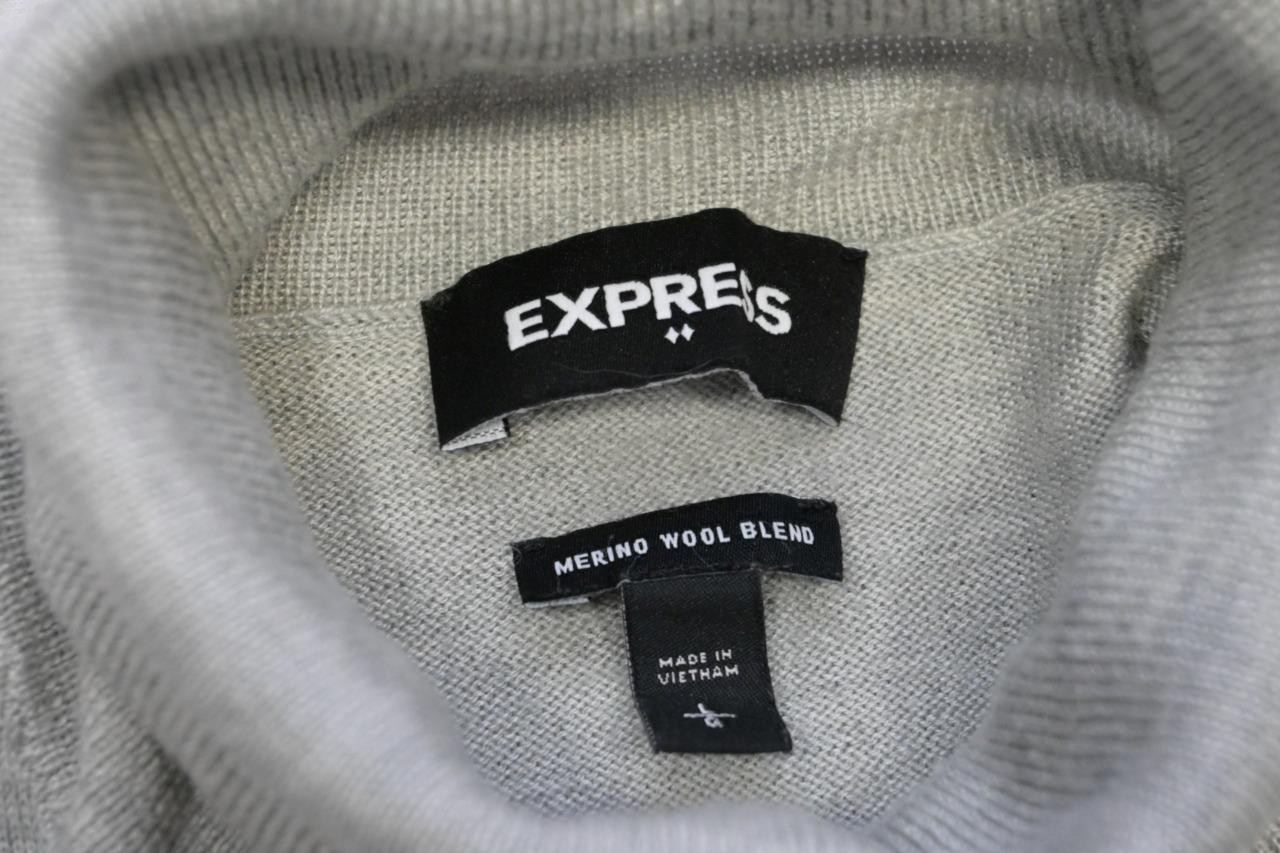 EXPRESS
MERINO WOOL BLEND
MADE IN
VIETNAM
L
G